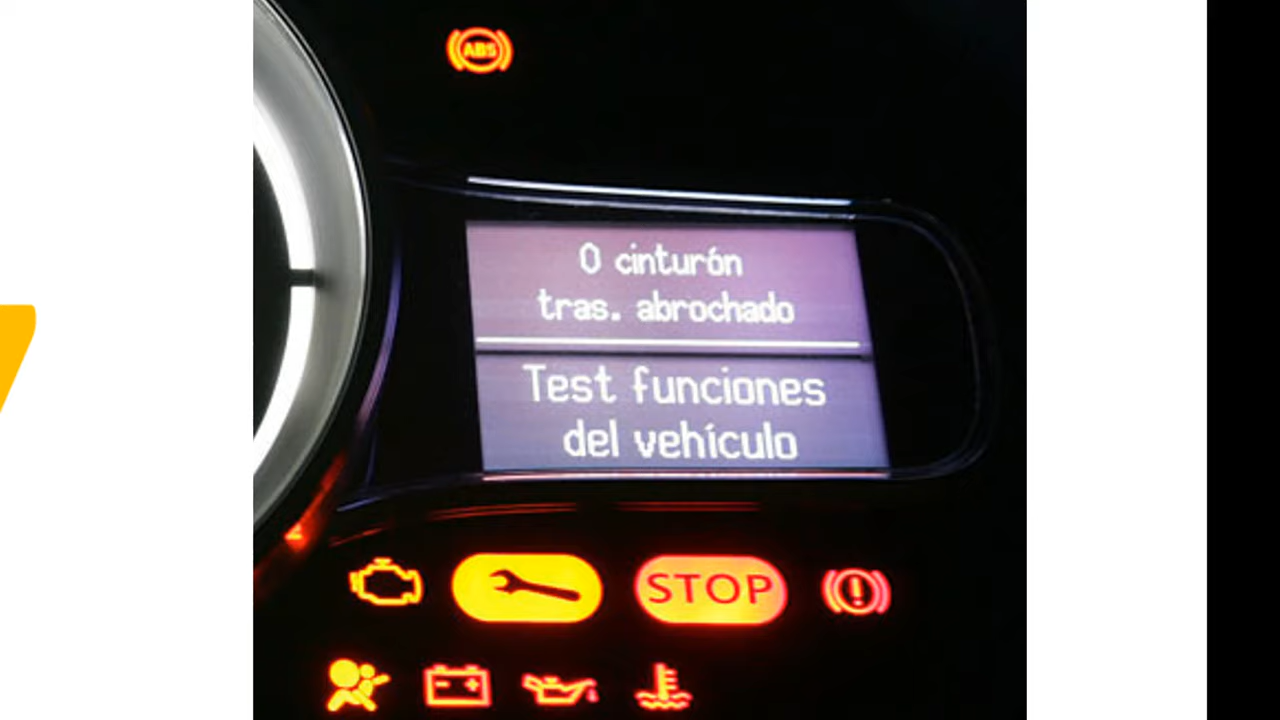 ABS
0 cinturón
tras. abrochado
Test funciones
del vehículo
STOP